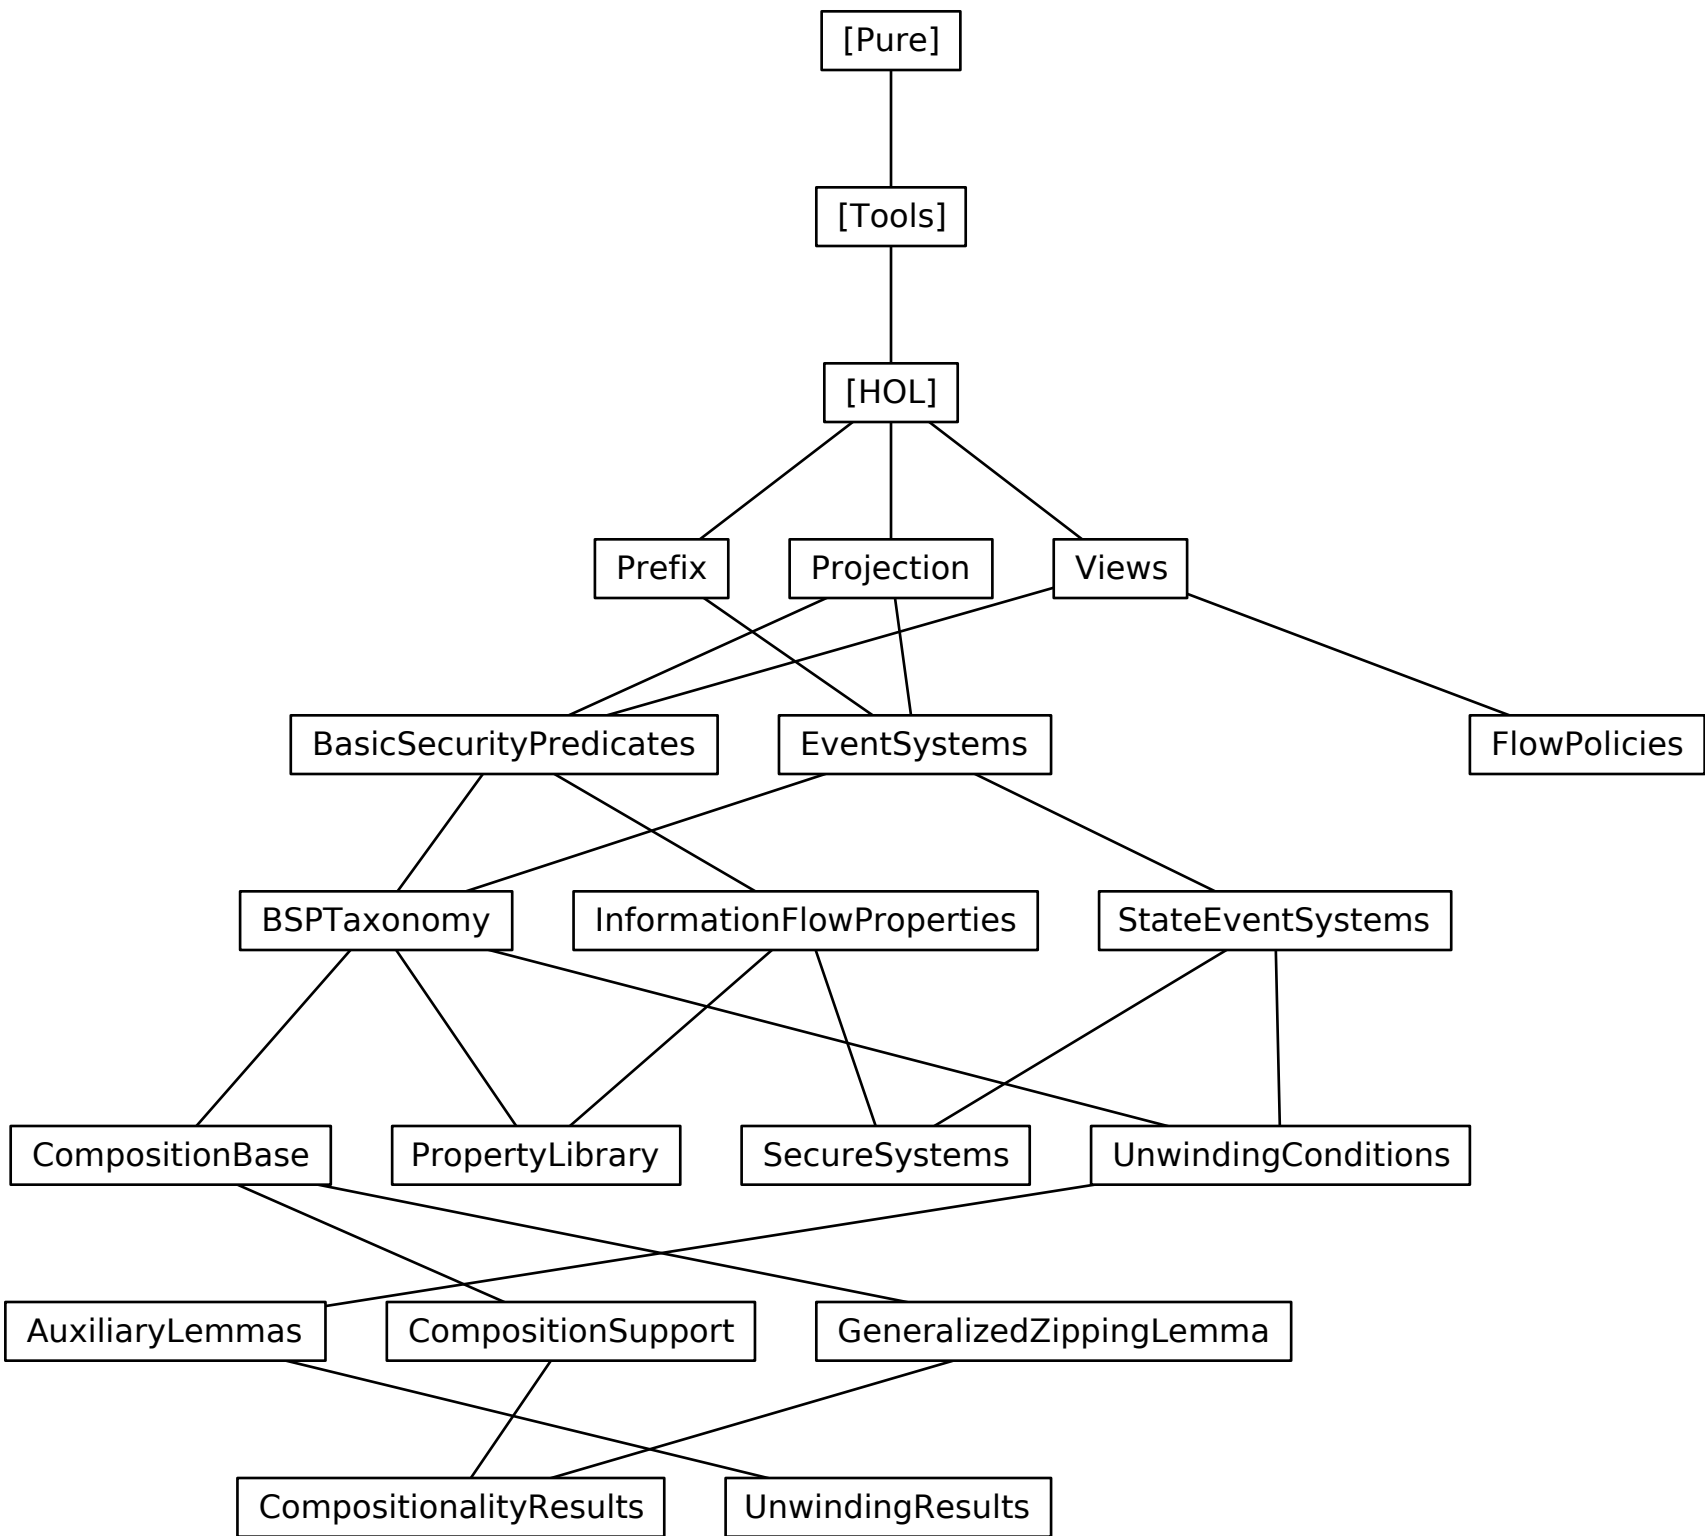 [Pure]
[Tools]
[HOL]
Prefix
Projection
Views
BasicSecurityPredicates
EventSystems
FlowPolicies
BSPTaxonomy
InformationFlowProperties
StateEventSystems
CompositionBase
PropertyLibrary
SecureSystems
UnwindingConditions
AuxiliaryLemmas
CompositionSupport
GeneralizedZippingLemma
CompositionalityResults
UnwindingResults